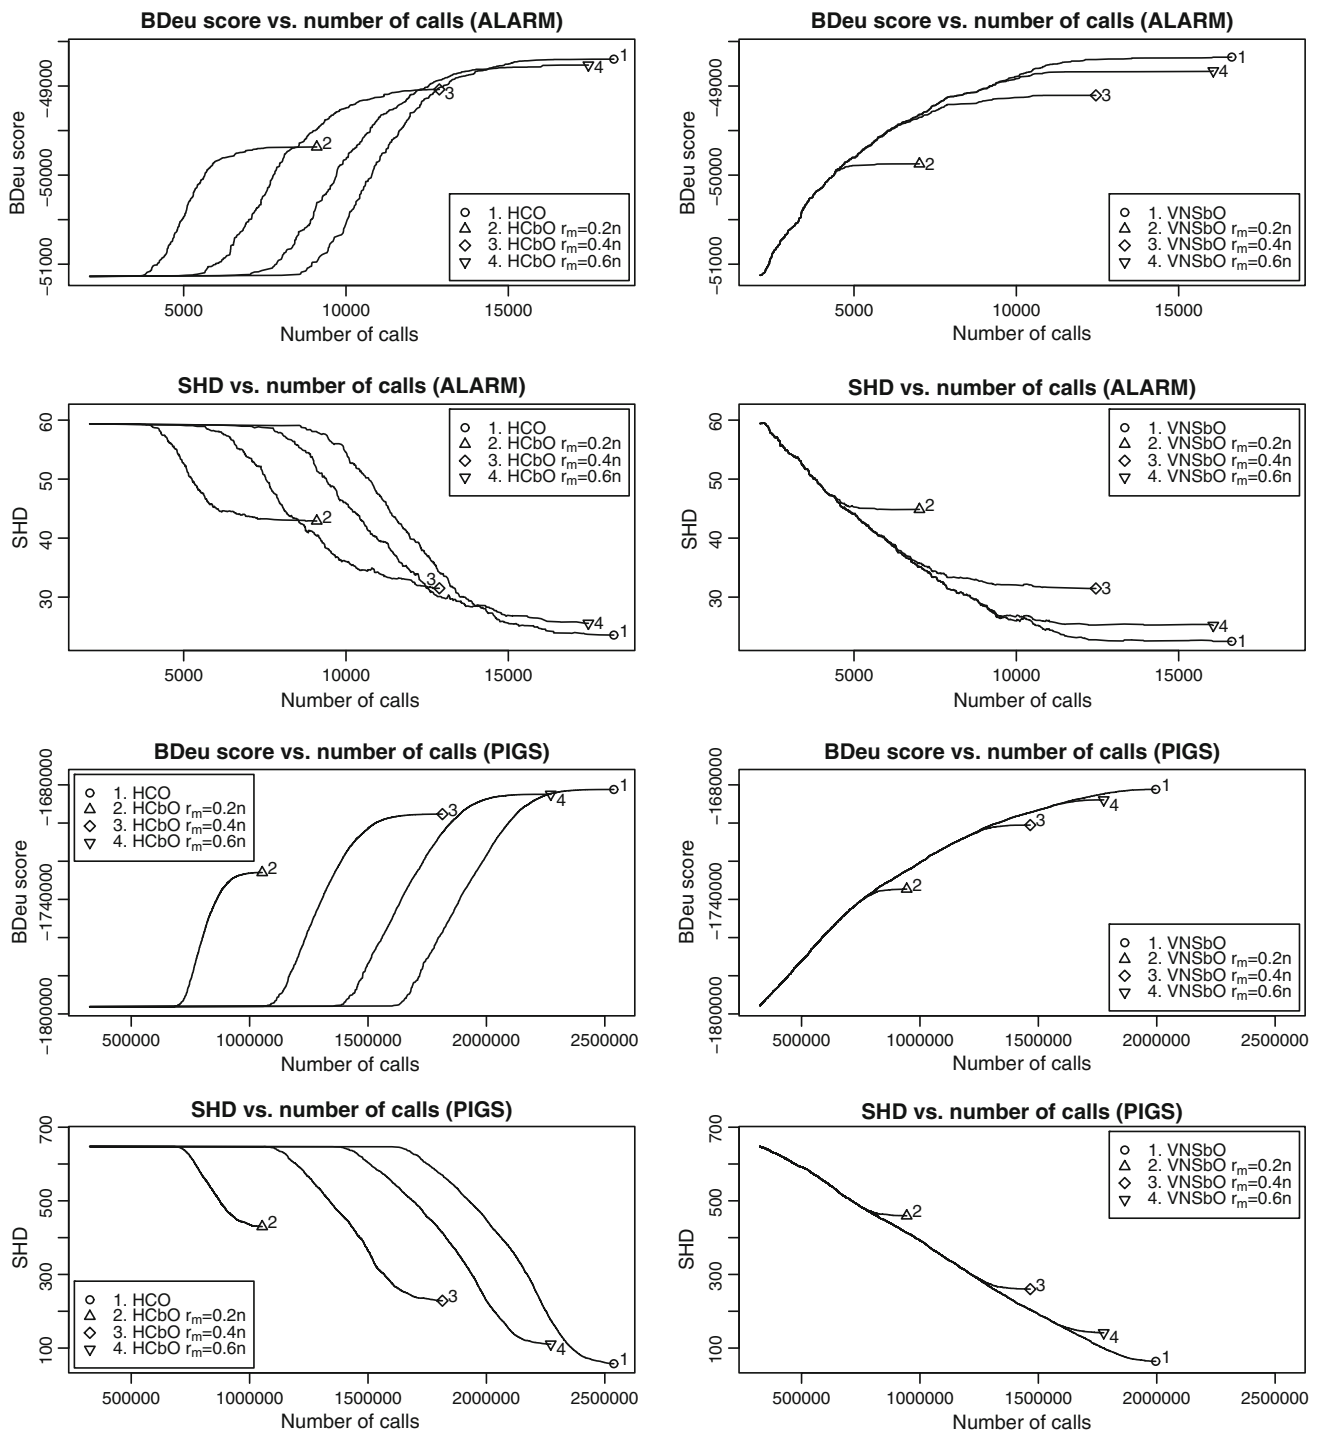 BDeu score vs. number of calls (ALARM)
BDeu score
−49000
−50000
−51000
1
4
3
2
1. HCO
2. HCbO rm=0.2n
3. HCbO rm=0.4n
4. HCbO rm=0.6n
5000 10000 15000
Number of calls
BDeu score vs. number of calls (ALARM)
BDeu score
−49000
−50000
−51000
1
4
3
2
1. VNSbO
2. VNSbO rm=0.2n
3. VNSbO rm=0.4n
4. VNSbO rm=0.6n
5000 10000 15000
Number of calls
SHD vs. number of calls (ALARM)
SHD
60
50
40
30
1. HCO
2. HCbO rm=0.2n
3. HCbO rm=0.4n
4. HCbO rm=0.6n
2
3
4
1
5000 10000 15000
Number of calls
SHD vs. number of calls (ALARM)
SHD
60
50
40
30
1. VNSbO
2. VNSbO rm=0.2n
3. VNSbO rm=0.4n
4. VNSbO rm=0.6n
2
3
4
1
5000 10000 15000
Number of calls
BDeu score vs. number of calls (PIGS)
BDeu score
−1680000
−1740000
−1800000
1. HCO
2. HCbO rm=0.2n
3. HCbO rm=0.4n
4. HCbO rm=0.6n
1
4
3
2
500000 1000000 1500000 2000000 2500000
Number of calls
BDeu score vs. number of calls (PIGS)
BDeu score
−1680000
−1740000
−1800000
1
4
3
2
1. VNSbO
2. VNSbO rm=0.2n
3. VNSbO rm=0.4n
4. VNSbO rm=0.6n
500000 1000000 1500000 2000000 2500000
Number of calls
SHD vs. number of calls (PIGS)
SHD
700
500
300
100
2
3
4
1
1. HCO
2. HCbO rm=0.2n
3. HCbO rm=0.4n
4. HCbO rm=0.6n
500000 1000000 1500000 2000000 2500000
Number of calls
SHD vs. number of calls (PIGS)
SHD
700
500
300
100
1. VNSbO
2. VNSbO rm=0.2n
3. VNSbO rm=0.4n
4. VNSbO rm=0.6n
2
3
4
1
500000 1000000 1500000 2000000 2500000
Number of calls